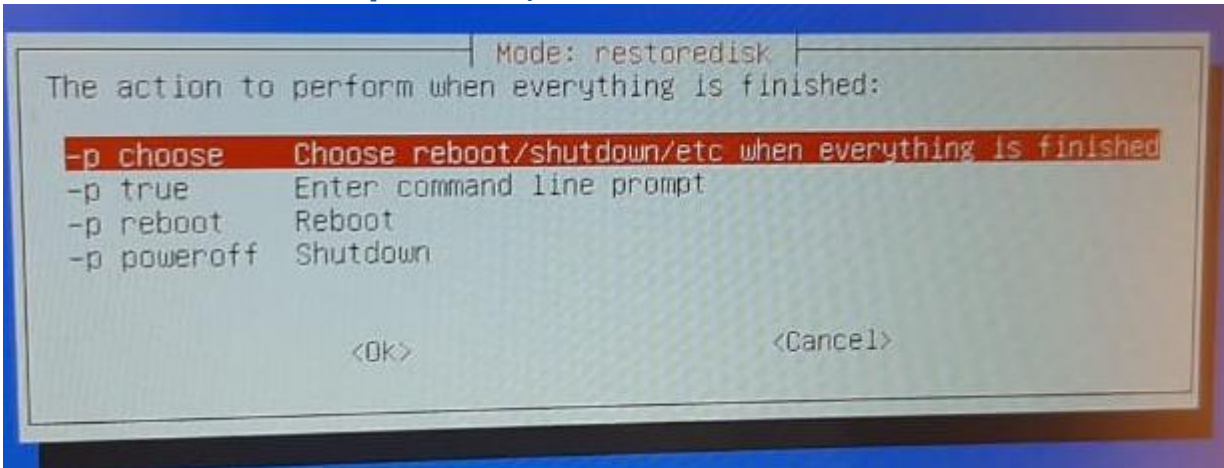 Mode: restoredisk
The action to perform when everything is finished:
-p choose Choose reboot/shutdown/etc when everything is finished
-p true Enter command line prompt
-p reboot Reboot
-p poweroff Shutdown
<Ok> <Cancel>